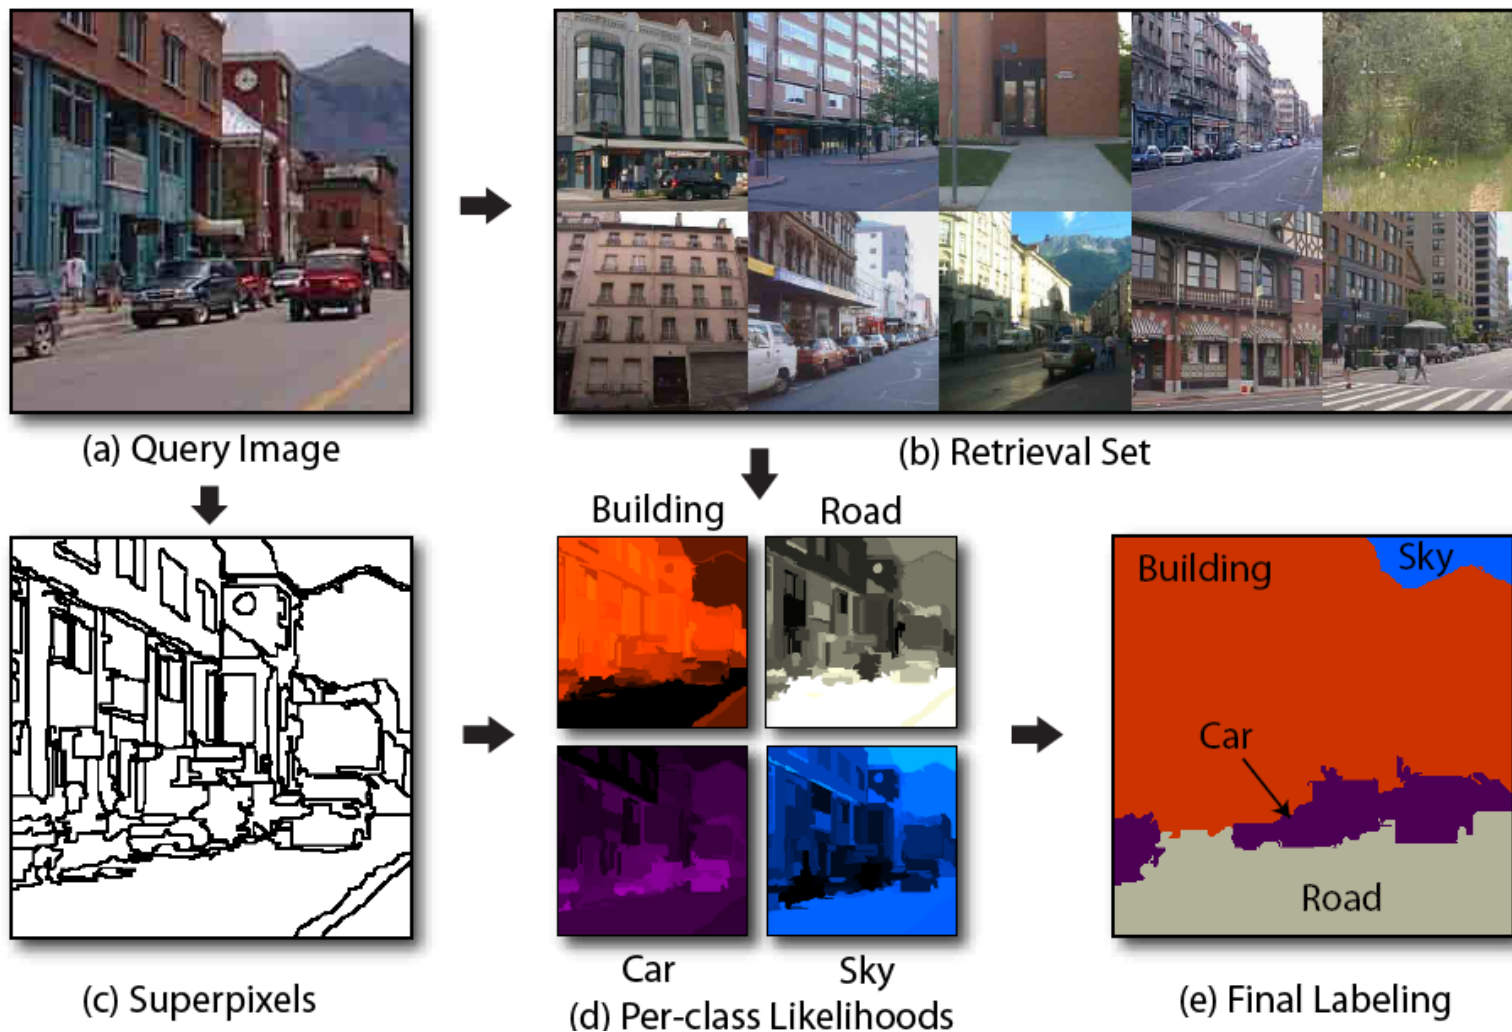 (a) Query Image
(b) Retrieval Set
Building
Road
Building
Sky
Car
Road
Car
Sky
(c) Superpixels
(d) Per-class Likelihoods
(e) Final Labeling